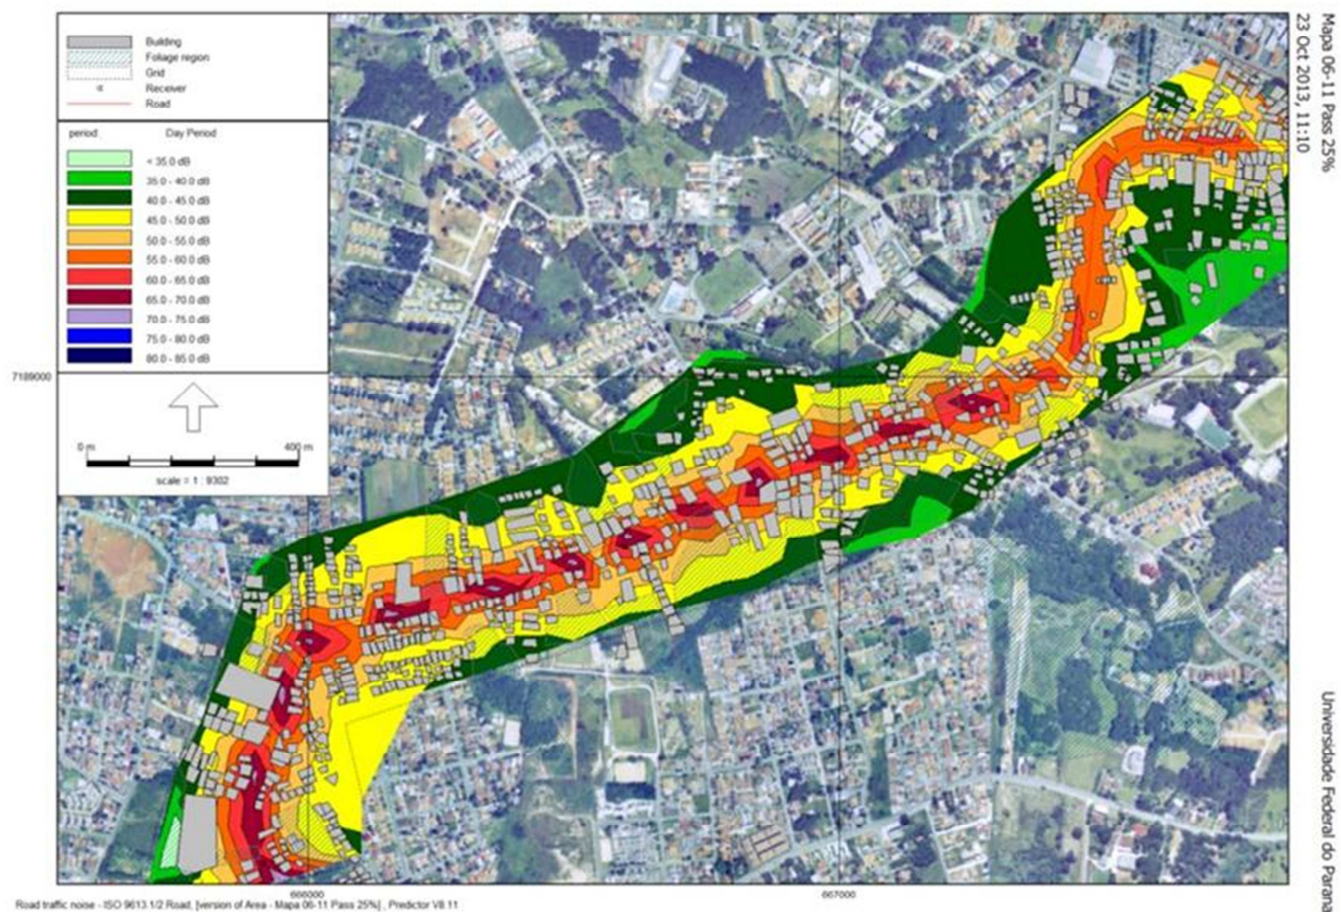 Building
Foliage region
Grid
Receiver
Road
period
Day Period
< 35.0 dB
35.0 - 40.0 dB
40.0 - 45.0 dB
45.0 - 50.0 dB
50.0 - 55.0 dB
55.0 - 60.0 dB
60.0 - 65.0 dB
65.0 - 70.0 dB
70.0 - 75.0 dB
75.0 - 80.0 dB
80.0 - 85.0 dB
0 m
400 m
scale = 1 : 9302
7189000
666000
667000
Mapa 06-11 Pass 25%
23 Oct 2013, 11:10
Universidade Federal do Parana
Road traffic noise - ISO 9613.1/2 Road, [version of Area - Mapa 06-11 Pass 25%] , Predictor V8.11